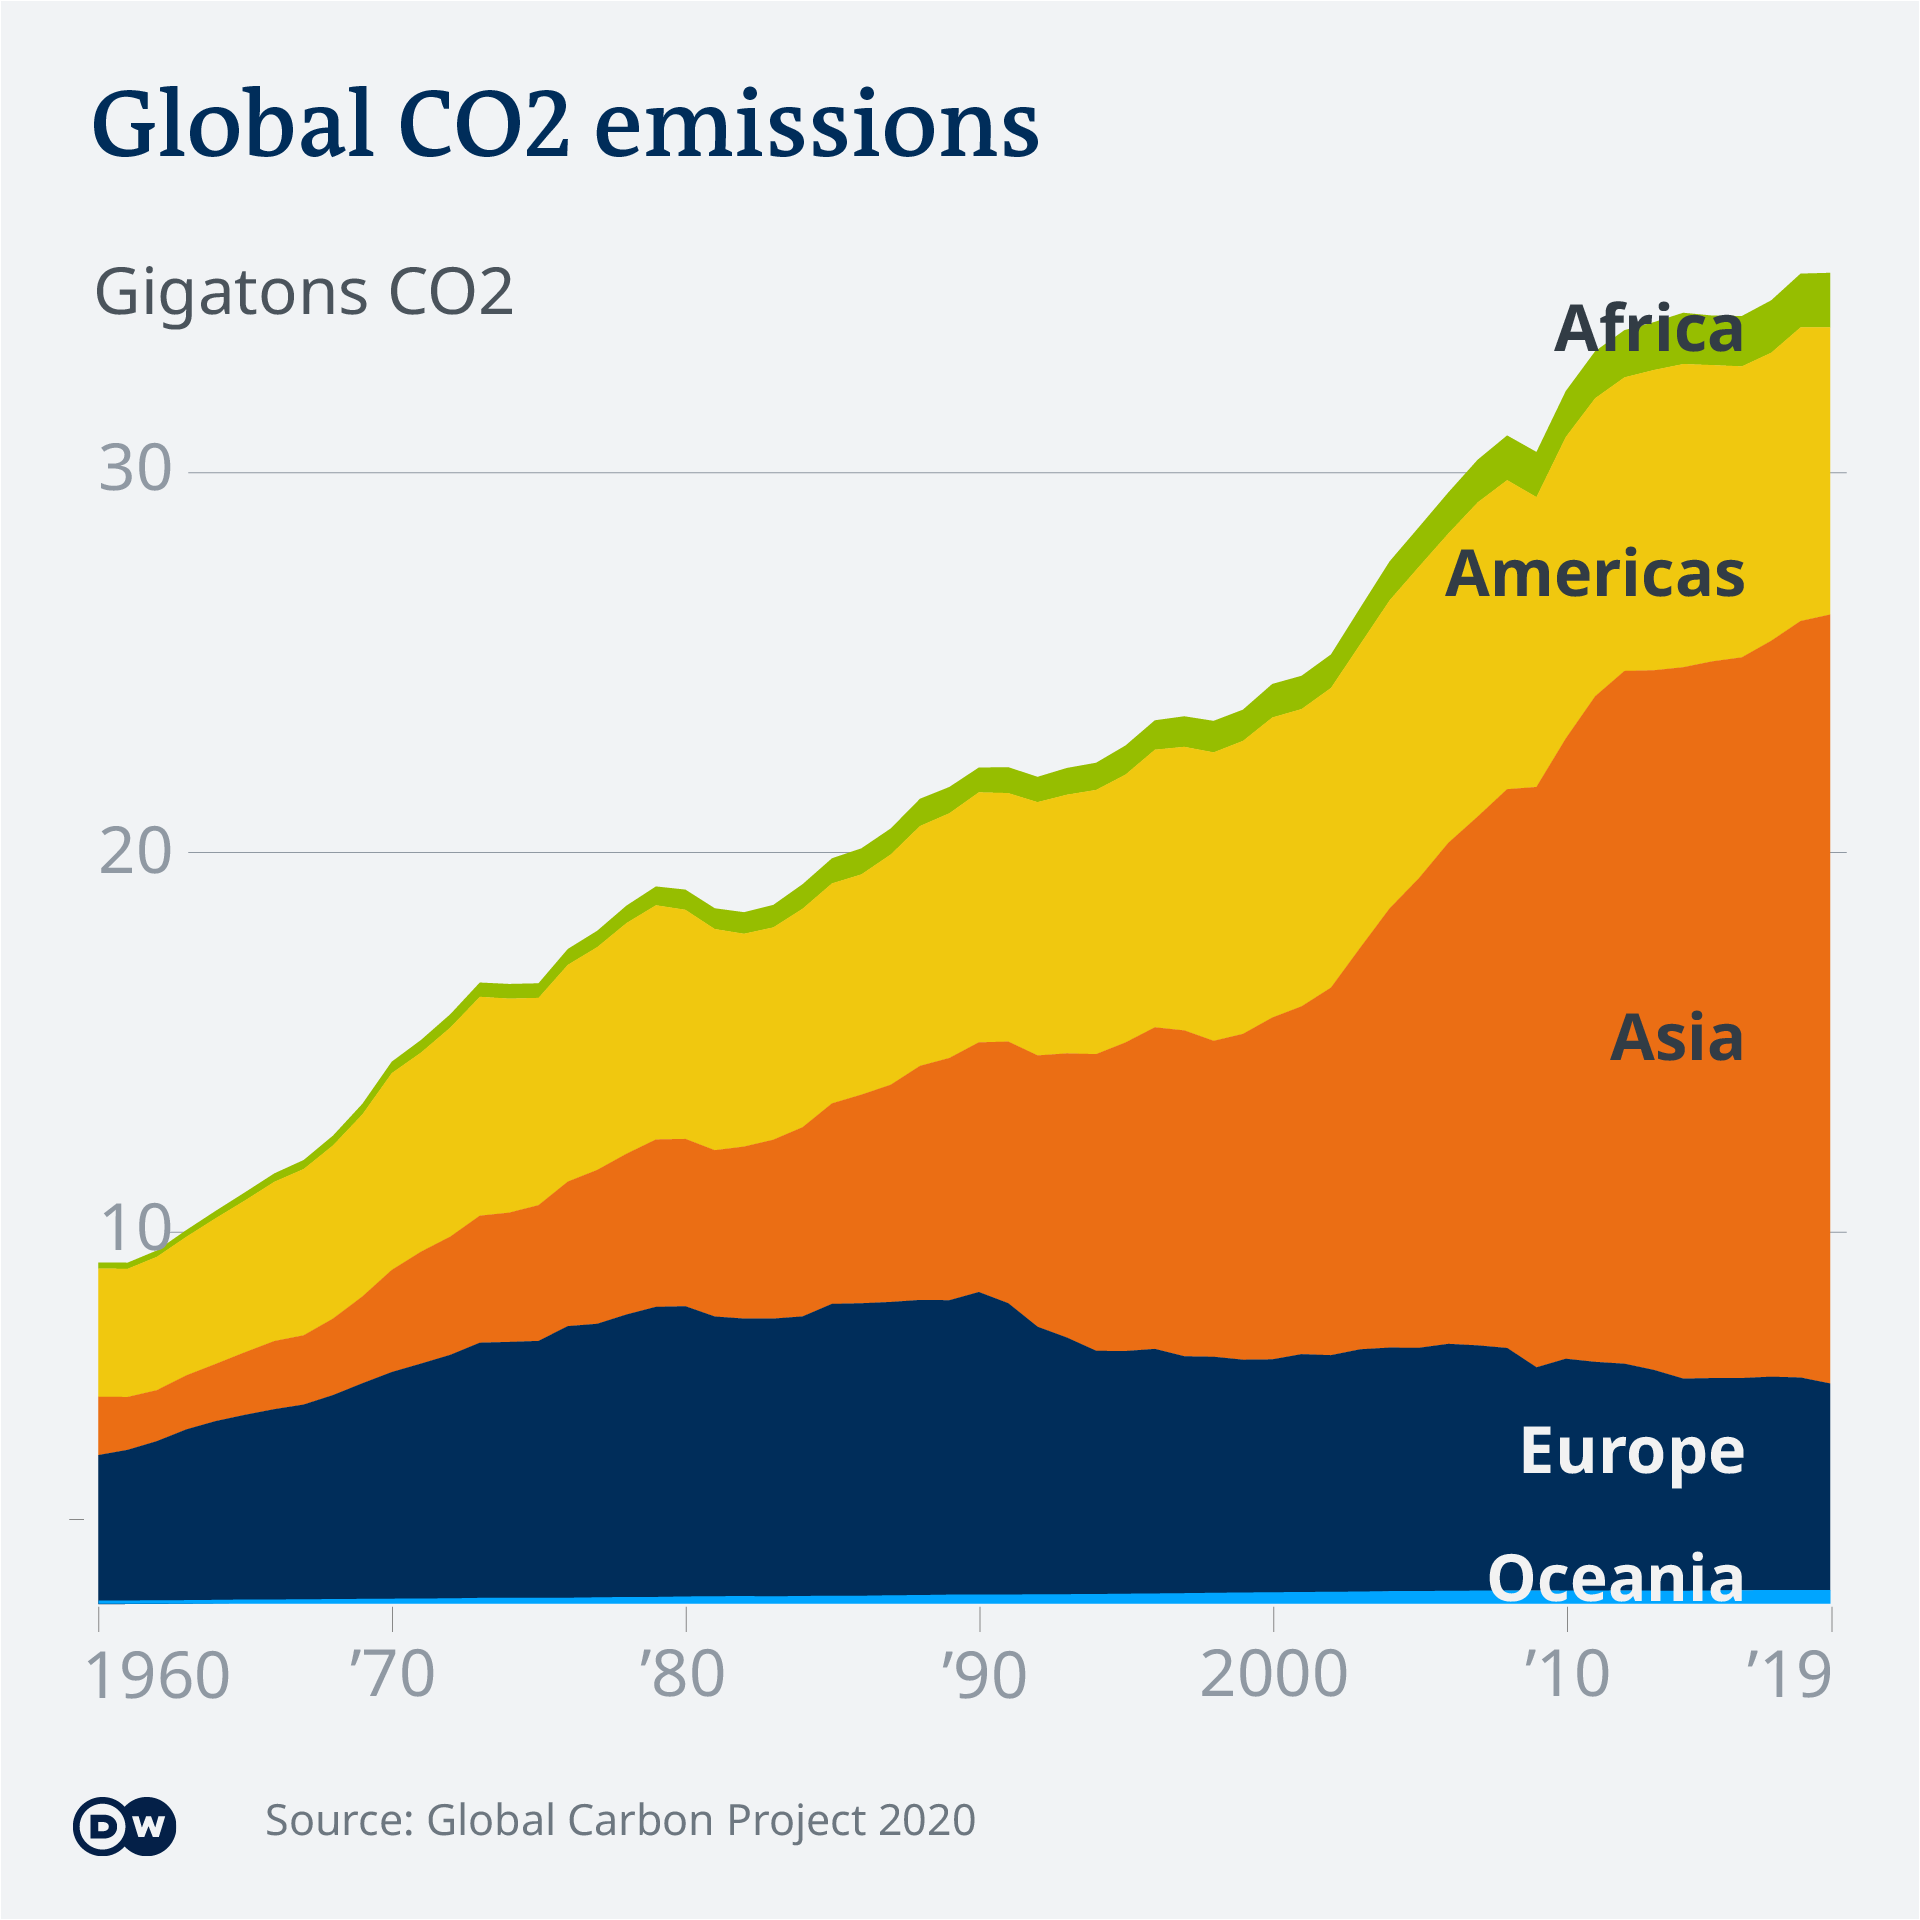 Global CO2 emissions
Gigatons CO2
Africa
30
Americas
20
Asia
10
Europe
Oceania
1960 ’70 ’80 ’90 2000 ’10 ’19
DW Source: Global Carbon Project 2020